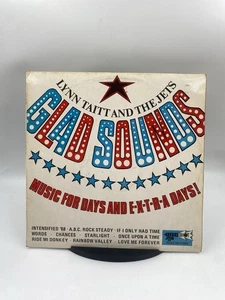 LYNN TAITT AND THE JETS
GLAD SOUNDS
MUSIC FOR DAYS AND E-X-T-R-A DAYS!
INTENSIFIED '68 · A.B.C. ROCK STEADY · IF I ONLY HAD TIME
WORDS · CHANCES · STARLIGHT · ONCE UPON A TIME
RIDE MI DONKEY · RAINBOW VALLEY · LOVE ME FOREVER